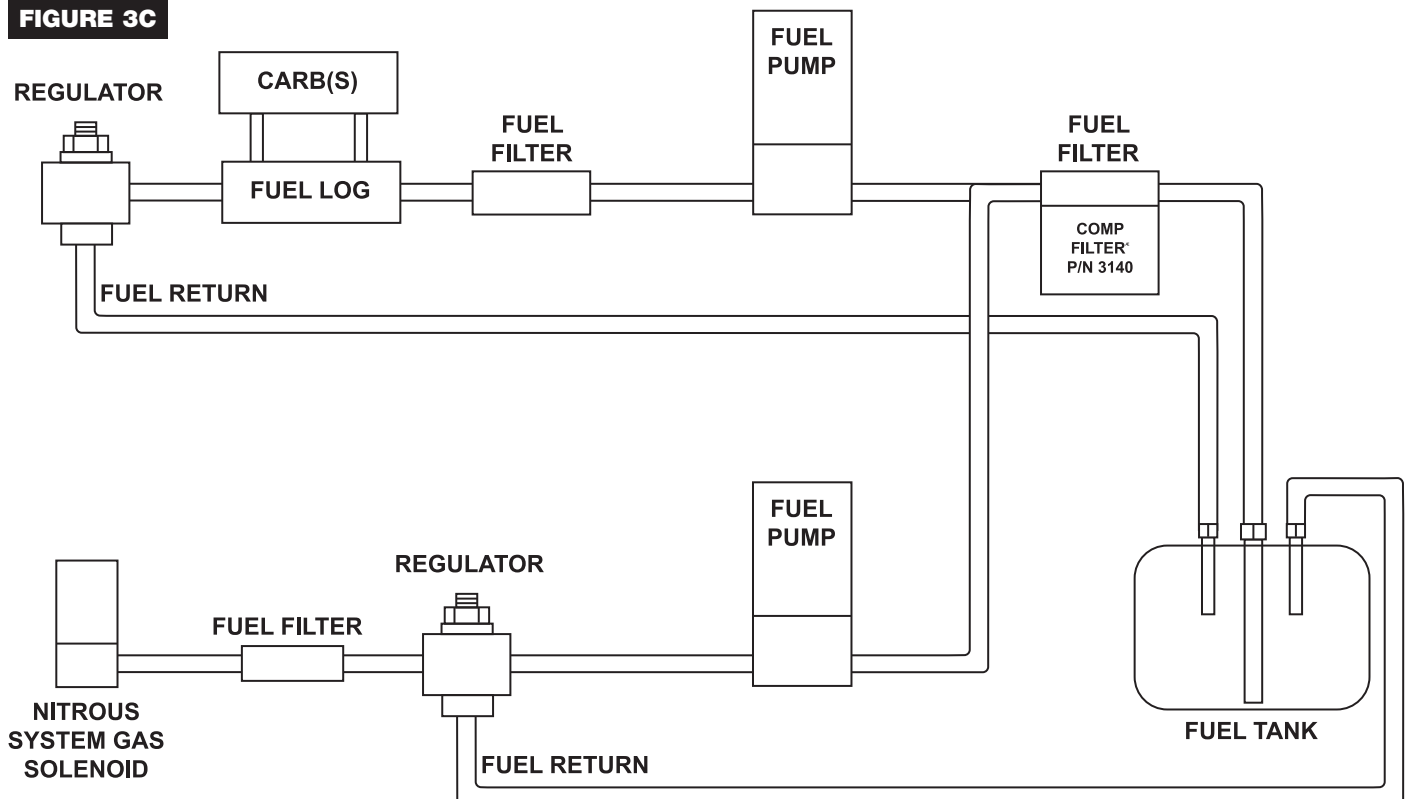 FIGURE 3C
REGULATOR
CARB(S)
FUEL LOG
FUEL
FILTER
FUEL
PUMP
FUEL
FILTER
COMP
FILTER*
P/N 3140
FUEL RETURN
NITROUS
SYSTEM GAS
SOLENOID
FUEL FILTER
REGULATOR
FUEL
PUMP
FUEL RETURN
FUEL TANK